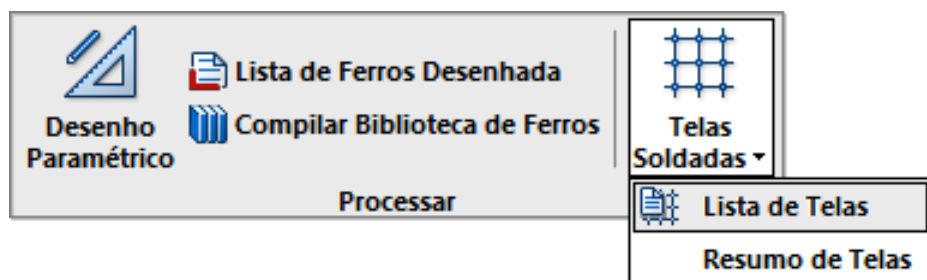 Desenho
Paramétrico
Lista de Ferros Desenhada
Compilar Biblioteca de Ferros
Telas
Soldadas
Processar
Lista de Telas
Resumo de Telas